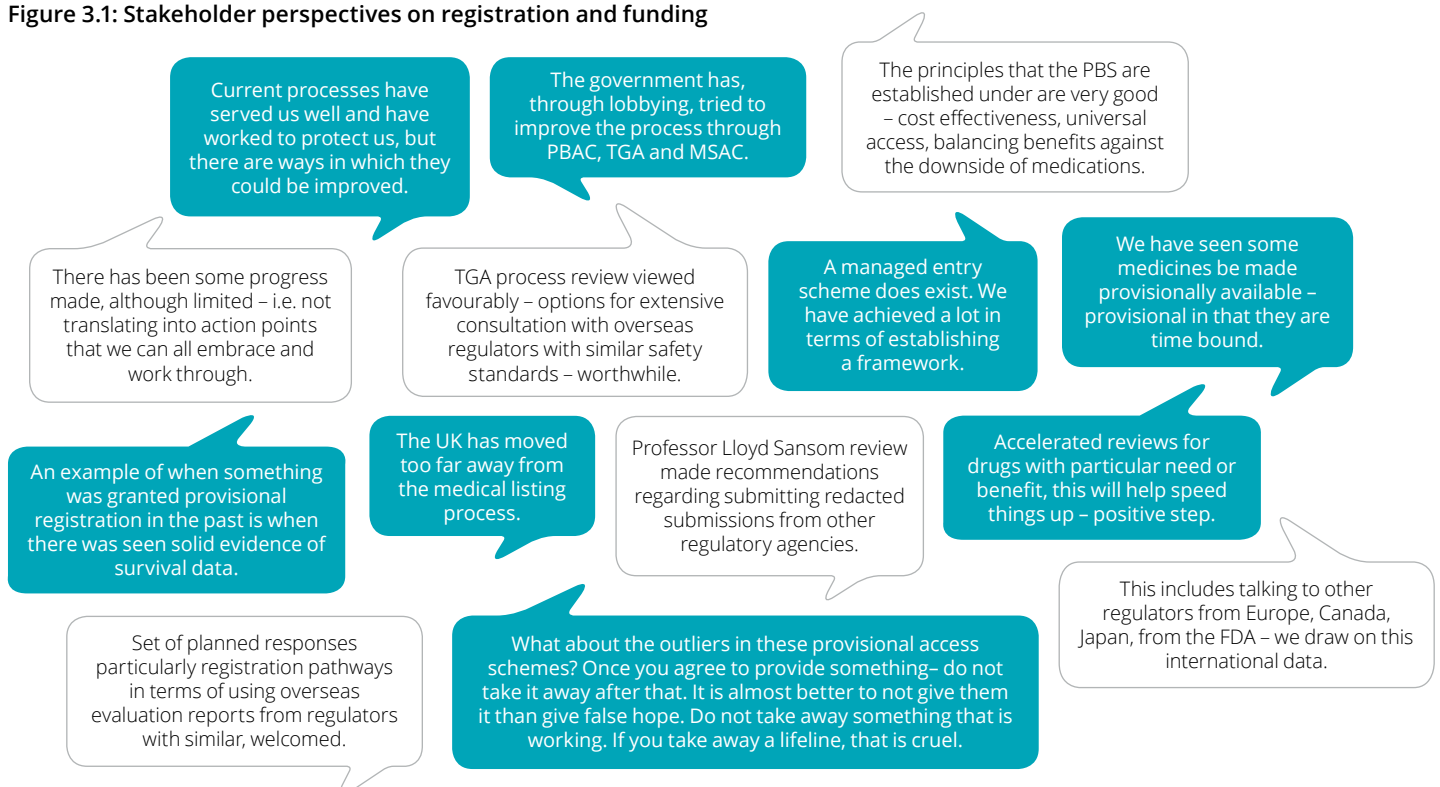 Figure 3.1: Stakeholder perspectives on registration and funding
Current processes have
served us well and have
worked to protect us, but
there are ways in which they
could be improved.
The government has,
through lobbying, tried to
improve the process through
PBAC, TGA and MSAC.
The principles that the PBS are
established under are very good
– cost effectiveness, universal
access, balancing benefits against
the downside of medications.
There has been some progress
made, although limited – i.e. not
translating into action points
that we can all embrace and
work through.
TGA process review viewed
favourably – options for extensive
consultation with overseas
regulators with similar safety
standards – worthwhile.
A managed entry
scheme does exist. We
have achieved a lot in
terms of establishing
a framework.
We have seen some
medicines be made
provisionally available –
provisional in that they are
time bound.
An example of when something
was granted provisional
registration in the past is when
there was seen solid evidence of
survival data.
The UK has moved
too far away from
the medical listing
process.
Professor Lloyd Sansom review
made recommendations
regarding submitting redacted
submissions from other
regulatory agencies.
Accelerated reviews for
drugs with particular need or
benefit, this will help speed
things up – positive step.
This includes talking to other
regulators from Europe, Canada,
Japan, from the FDA – we draw on this
international data.
Set of planned responses
particularly registration pathways
in terms of using overseas
evaluation reports from regulators
with similar, welcomed.
What about the outliers in these provisional access
schemes? Once you agree to provide something– do not
take it away after that. It is almost better to not give them
it than give false hope. Do not take away something that is
working. If you take away a lifeline, that is cruel.